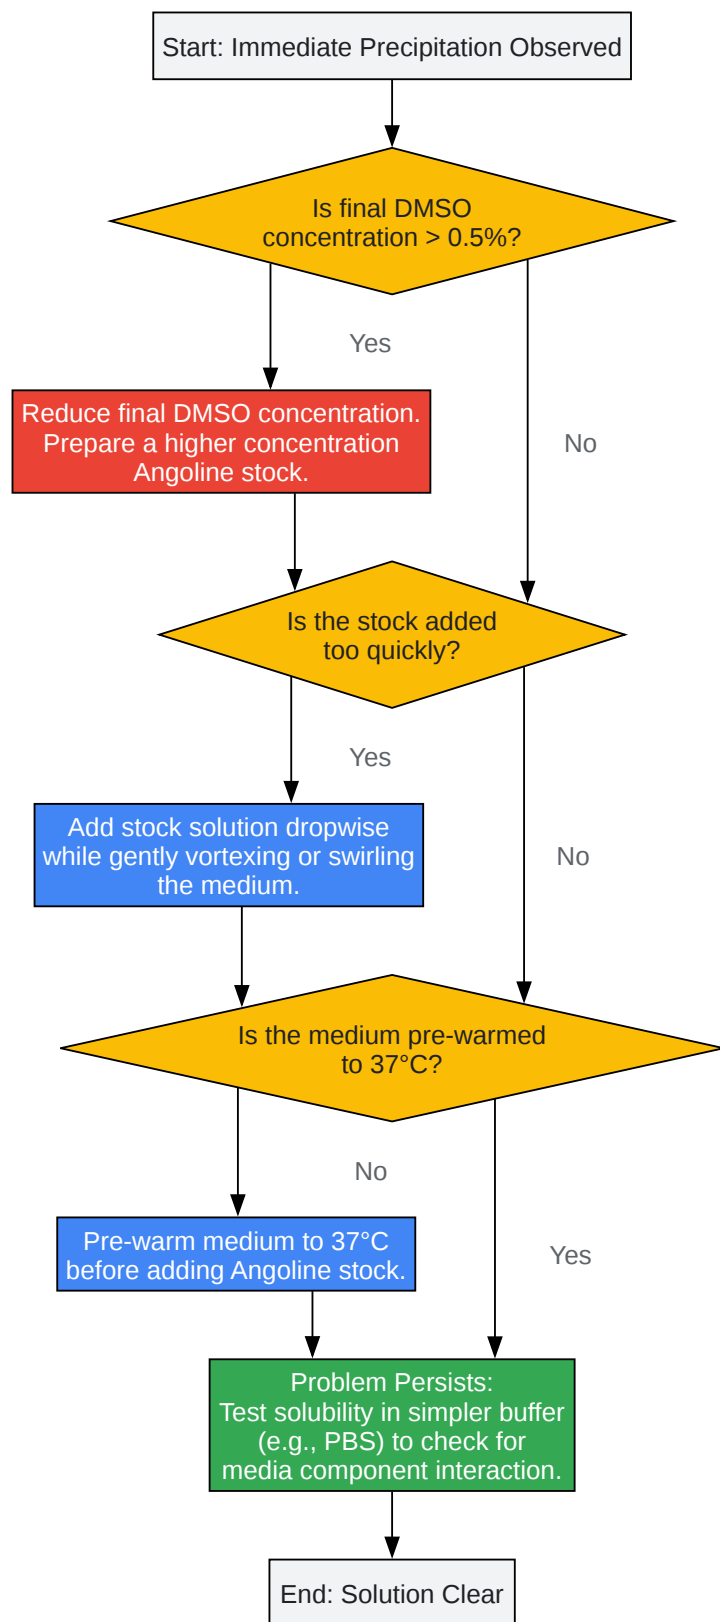 Start: Immediate Precipitation Observed
Is final DMSO
concentration > 0.5%?
Yes
Reduce final DMSO concentration.
Prepare a higher concentration
Angoline stock.
No
Is the stock added
too quickly?
Yes
Add stock solution dropwise
while gently vortexing or swirling
the medium.
No
Is the medium pre-warmed
to 37°C?
No
Pre-warm medium to 37°C
before adding Angoline stock.
Yes
Problem Persists:
Test solubility in simpler buffer
(e.g., PBS) to check for
media component interaction.
End: Solution Clear